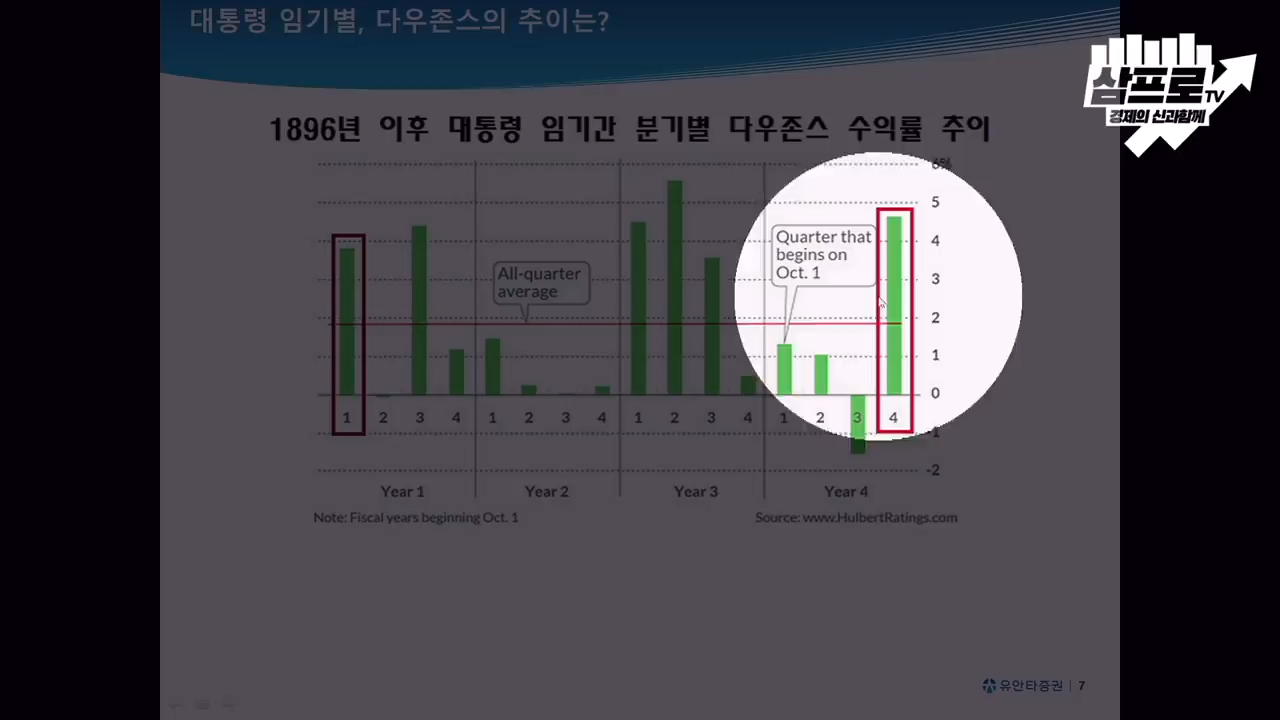 대통령 임기별, 다우존스의 추이는?
삼프로TV
경제의 신과함께
1896년 이후 대통령 임기간 분기별 다우존스 수익률 추이
6%
5
4
3
2
1
0
-1
-2
All-quarter
average
Quarter that
begins on
Oct. 1
1 2 3 4 1 2 3 4 1 2 3 4 1 2 3 4
Year 1 Year 2 Year 3 Year 4
Note: Fiscal years beginning Oct. 1
Source: www.HulbertRatings.com
유안타증권 | 7